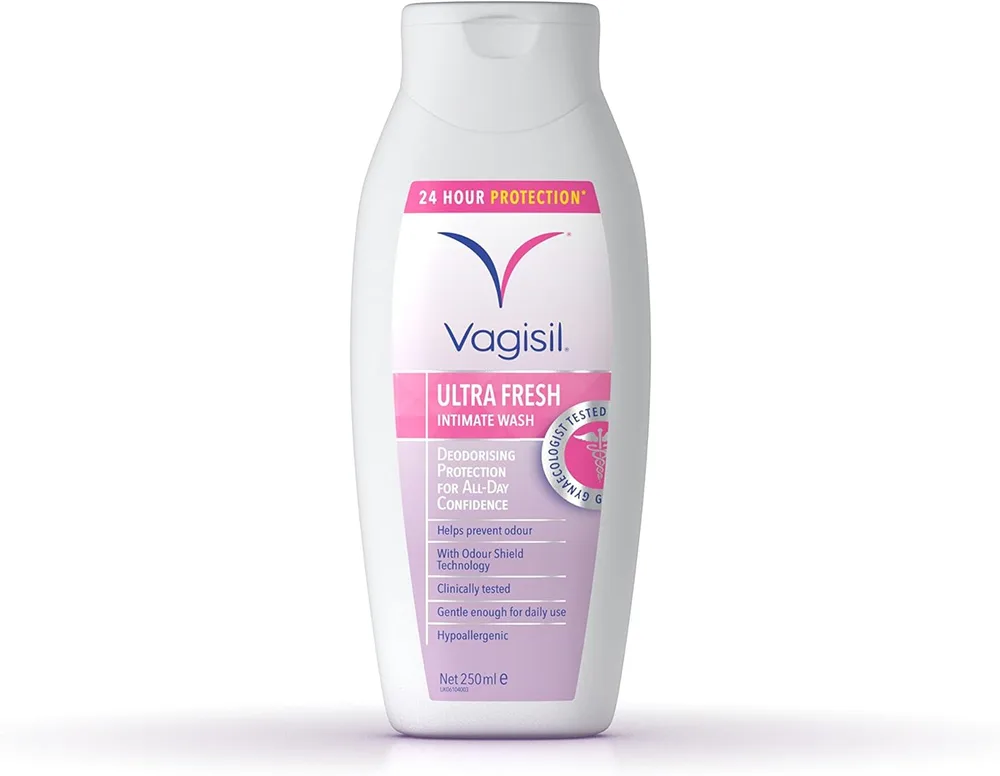 24 HOUR PROTECTION*
Vagisil®
ULTRA FRESH
INTIMATE WASH
DEODORISING
PROTECTION
FOR ALL-DAY
CONFIDENCE
GYNAECOLOGIST TESTED
G
Helps prevent odour
With Odour Shield
Technology
Clinically tested
Gentle enough for daily use
Hypoallergenic
Net 250ml e